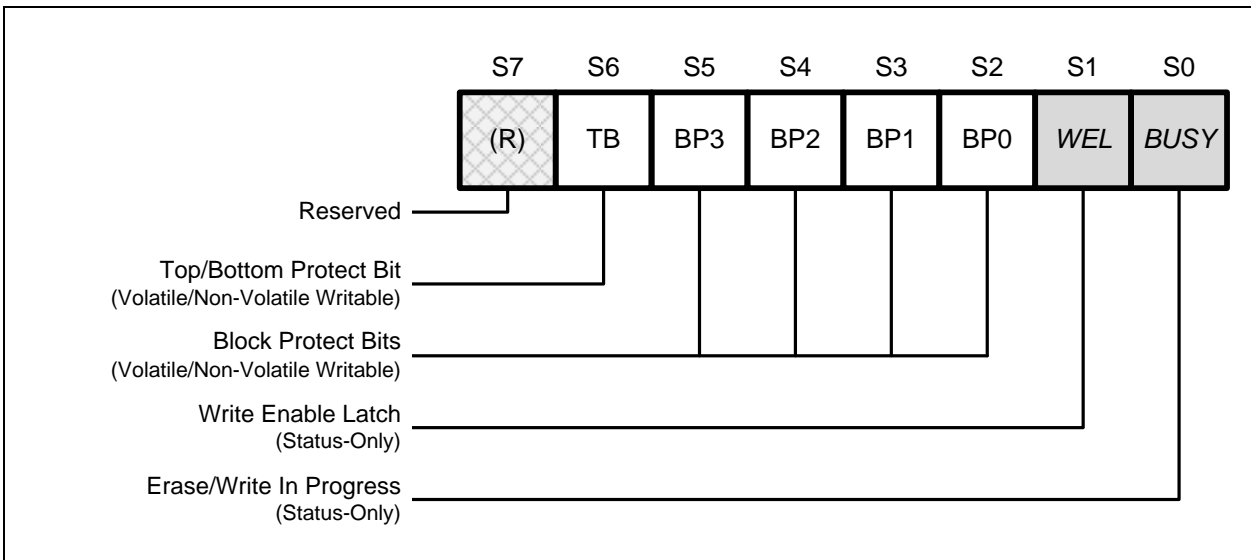 S7 S6 S5 S4 S3 S2 S1 S0
(R) TB BP3 BP2 BP1 BP0 WEL BUSY
Reserved
Top/Bottom Protect Bit
(Volatile/Non-Volatile Writable)
Block Protect Bits
(Volatile/Non-Volatile Writable)
Write Enable Latch
(Status-Only)
Erase/Write In Progress
(Status-Only)